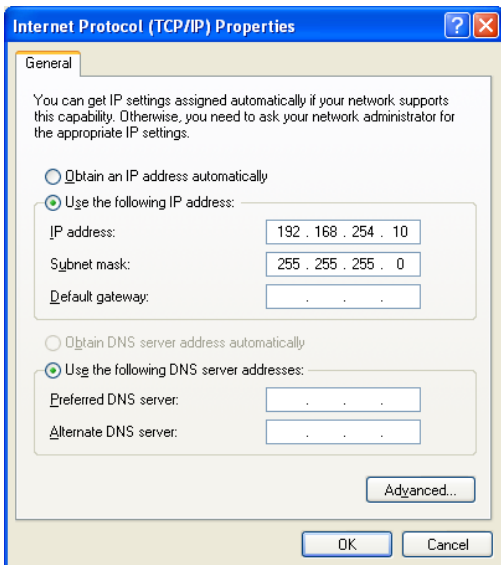 Internet Protocol (TCP/IP) Properties
General
You can get IP settings assigned automatically if your network supports
this capability. Otherwise, you need to ask your network administrator for
the appropriate IP settings.
Obtain an IP address automatically
Use the following IP address:
IP address: 192 . 168 . 254 . 10
Subnet mask: 255 . 255 . 255 . 0
Default gateway: . . .
Obtain DNS server address automatically
Use the following DNS server addresses:
Preferred DNS server: . . .
Alternate DNS server: . . .
Advanced...
OK Cancel